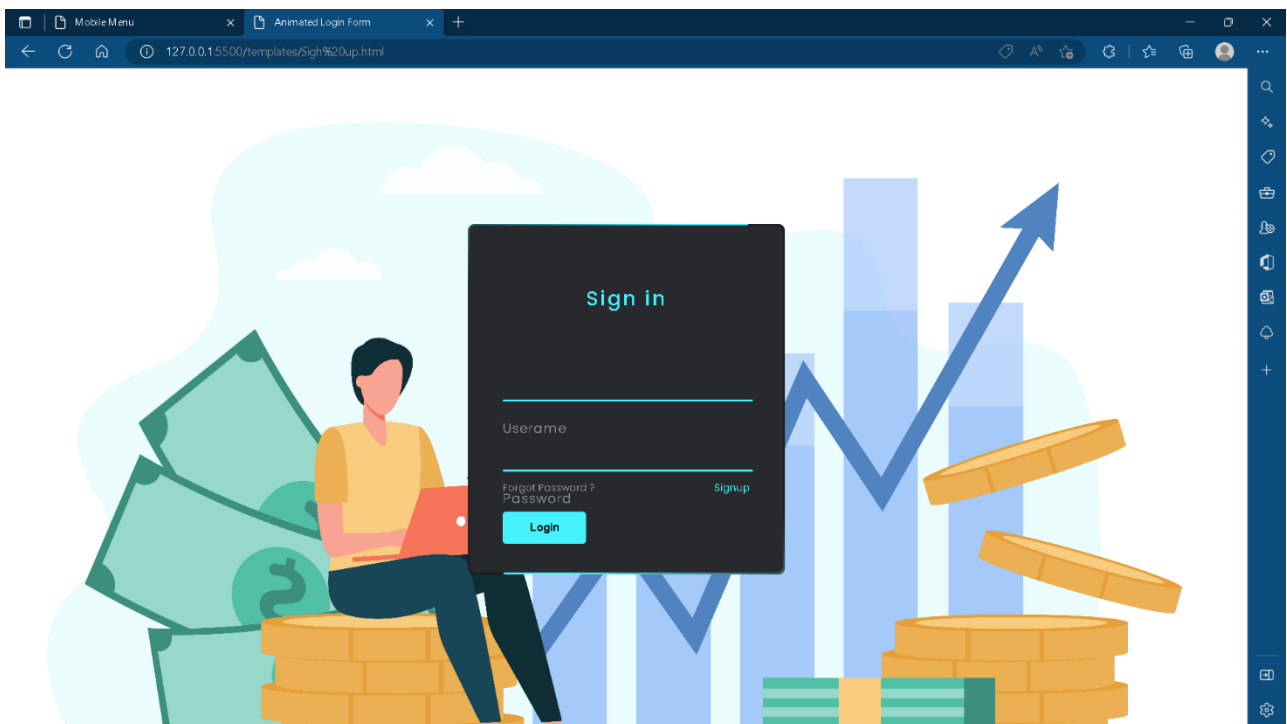 Mobile Menu
Animated Login Form
127.0.0.1:5500/templates/Sigh%20up.html
Sign in
Userame
Forgot Password ?
Signup
Password
Login